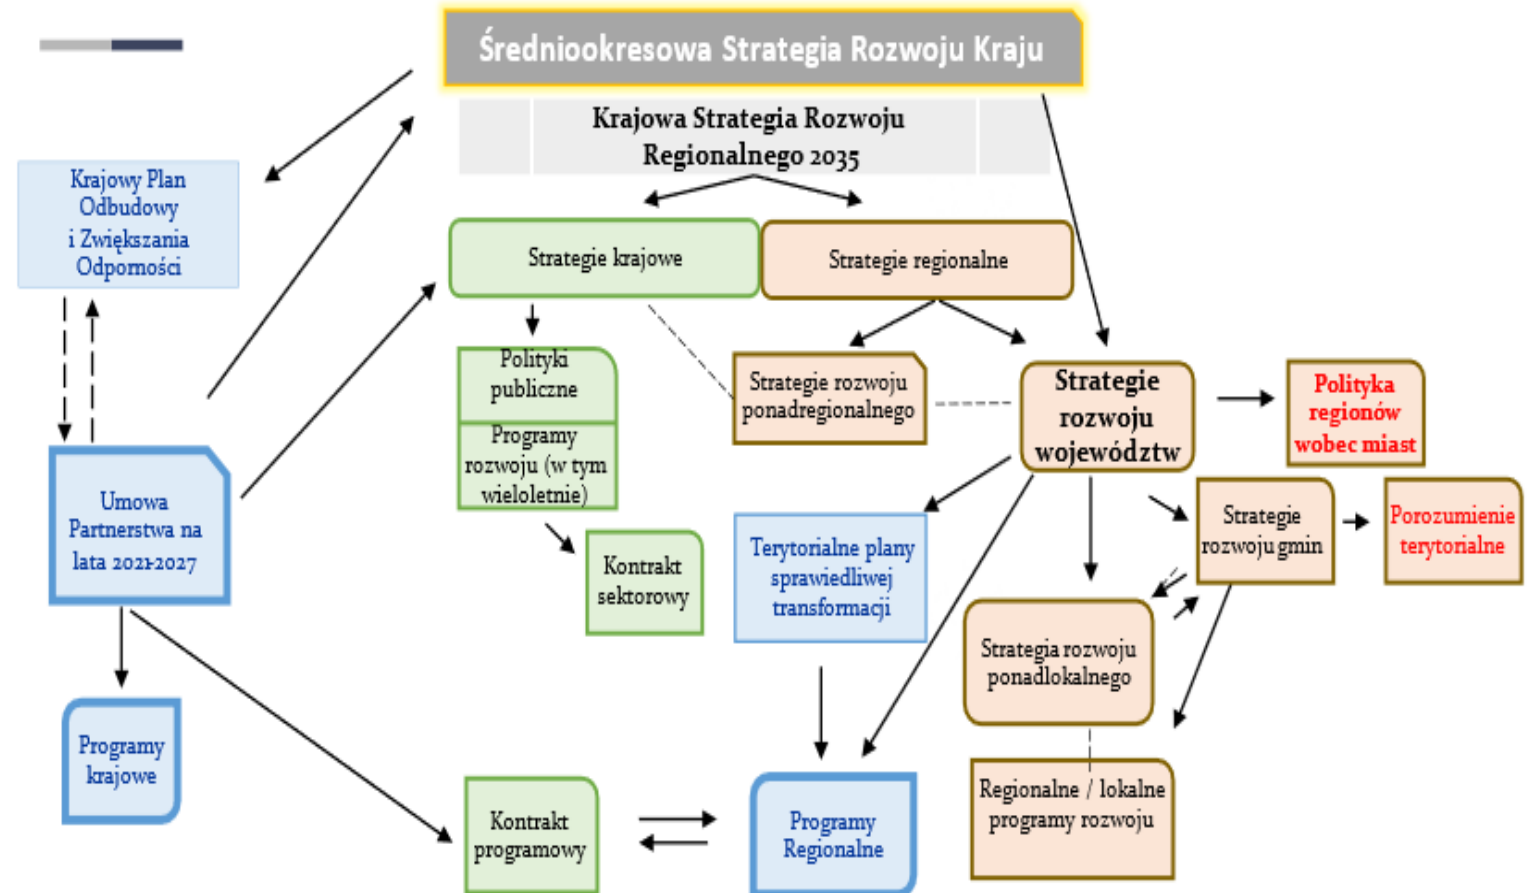 Średniookresowa Strategia Rozwoju Kraju
Krajowa Strategia Rozwoju
Regionalnego 2035
Krajowy Plan
Odbudowy
i Zwiększania
Odporności
Strategie krajowe
Strategie regionalne
Polityki
publiczne
Programy
rozwoju (w tym
wieloletnie)
Strategie rozwoju
ponadregionalnego
Strategie
rozwoju
województw
Polityka
regionów
wobec miast
Umowa
Partnerstwa na
lata 2021-2027
Kontrakt
sektorowy
Terytorialne plany
sprawiedliwej
transformacji
Strategie
rozwoju gmin
Porozumienie
terytorialne
Strategia rozwoju
ponadlokalnego
Programy
krajowe
Kontrakt
programowy
Programy
Regionalne
Regionalne / lokalne
programy rozwoju